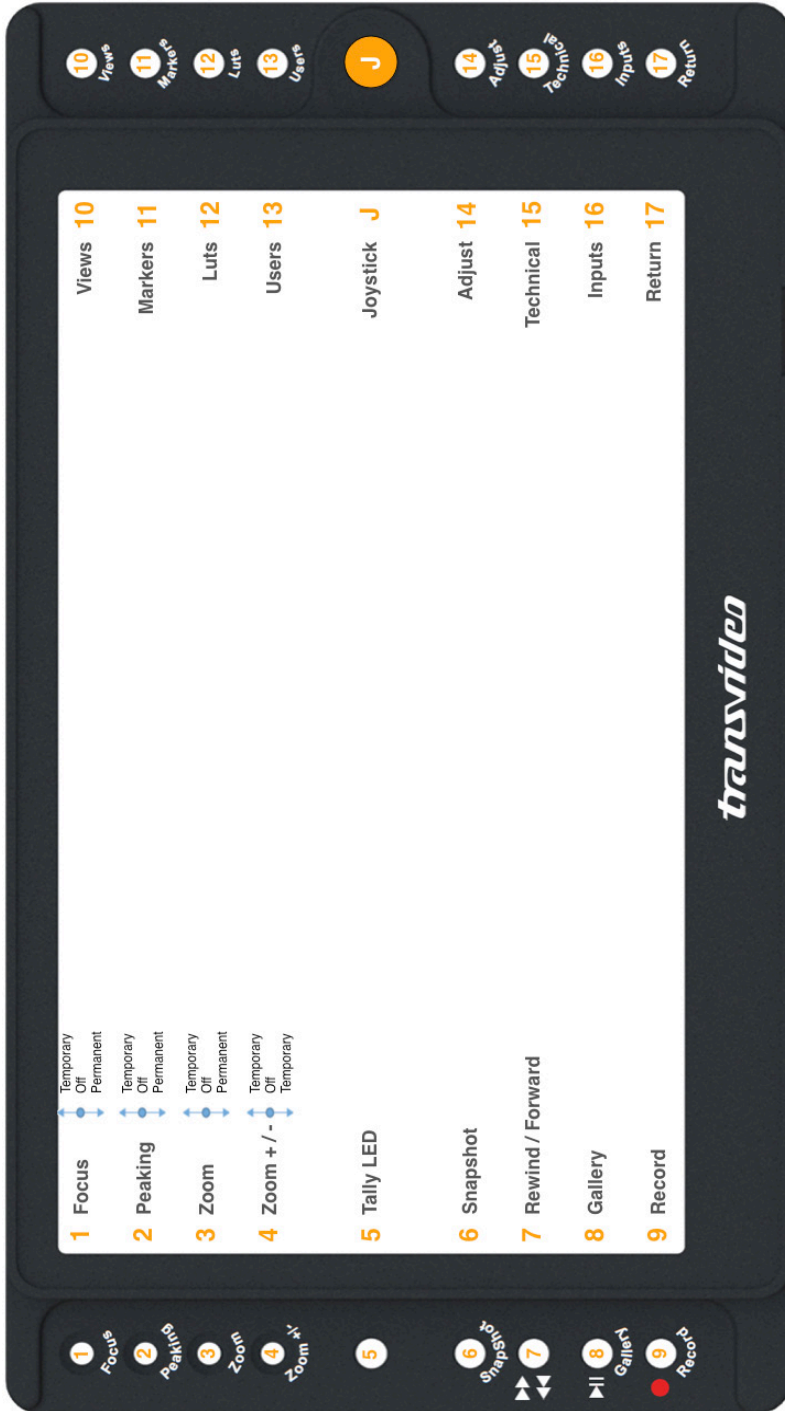 1
Focus
2
Peaking
3
Zoom
4
Zoom +/-
5
6
Snapshot
7
8
Gallery
9
Record
1 Focus
Temporary
Off
Permanent
2 Peaking
Temporary
Off
Permanent
3 Zoom
Temporary
Off
Permanent
4 Zoom + / -
Temporary
Off
Temporary
5 Tally LED
6 Snapshot
7 Rewind / Forward
8 Gallery
9 Record
Views 10
Markers 11
Luts 12
Users 13
Joystick J
Adjust 14
Technical 15
Inputs 16
Return 17
10
Views
11
Markers
12
Luts
13
Users
J
14
Adjust
15
Technical
16
Inputs
17
Return
transvideo